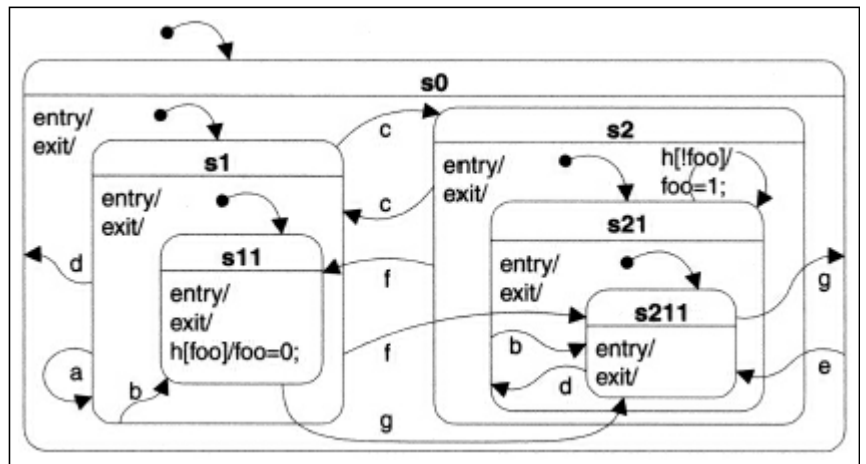 s0
entry/
exit/
s1
entry/
exit/
s11
entry/
exit/
h[foo]/foo=0;
d
a
b
c
c
f
f
g
s2
entry/
exit/
h[!foo]/
foo=1;
s21
entry/
exit/
s211
entry/
exit/
b
d
g
e